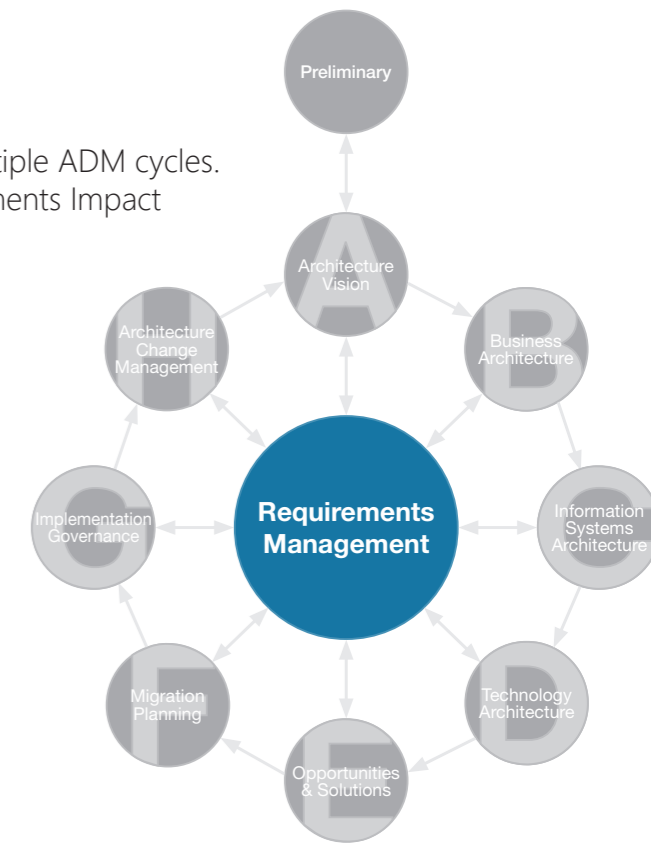 Preliminary
tiple ADM cycles.
nents Impact
A
Architecture
Vision
H
Architecture
Change
Management
B
Business
Architecture
Requirements
Management
G
Implementation
Governance
C
Information
Systems
Architecture
F
Migration
Planning
D
Technology
Architecture
E
Opportunities
& Solutions